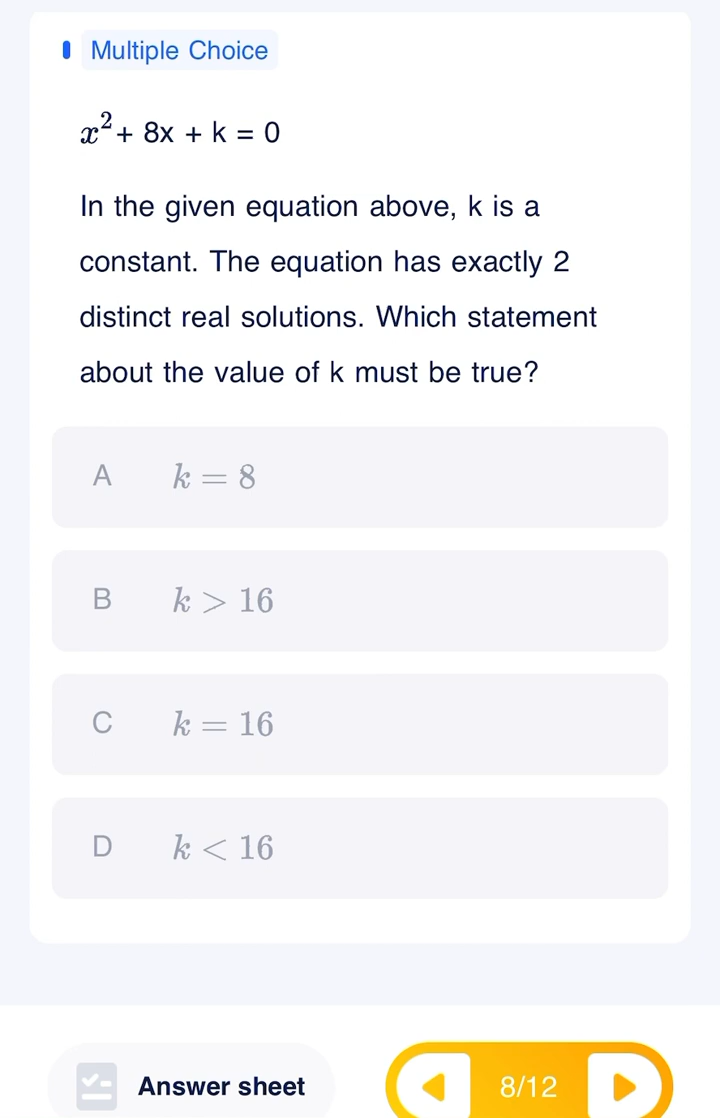 Multiple Choice
x² + 8x + k = 0
In the given equation above, k is a
constant. The equation has exactly 2
distinct real solutions. Which statement
about the value of k must be true?
A k = 8
B k > 16
C k = 16
D k < 16
Answer sheet 8/12